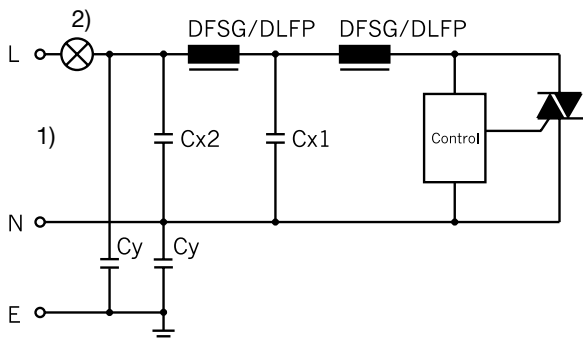 2)
DFSG/DLFP DFSG/DLFP
L
1)
Cx2 Cx1 Control
N
Cy Cy
E